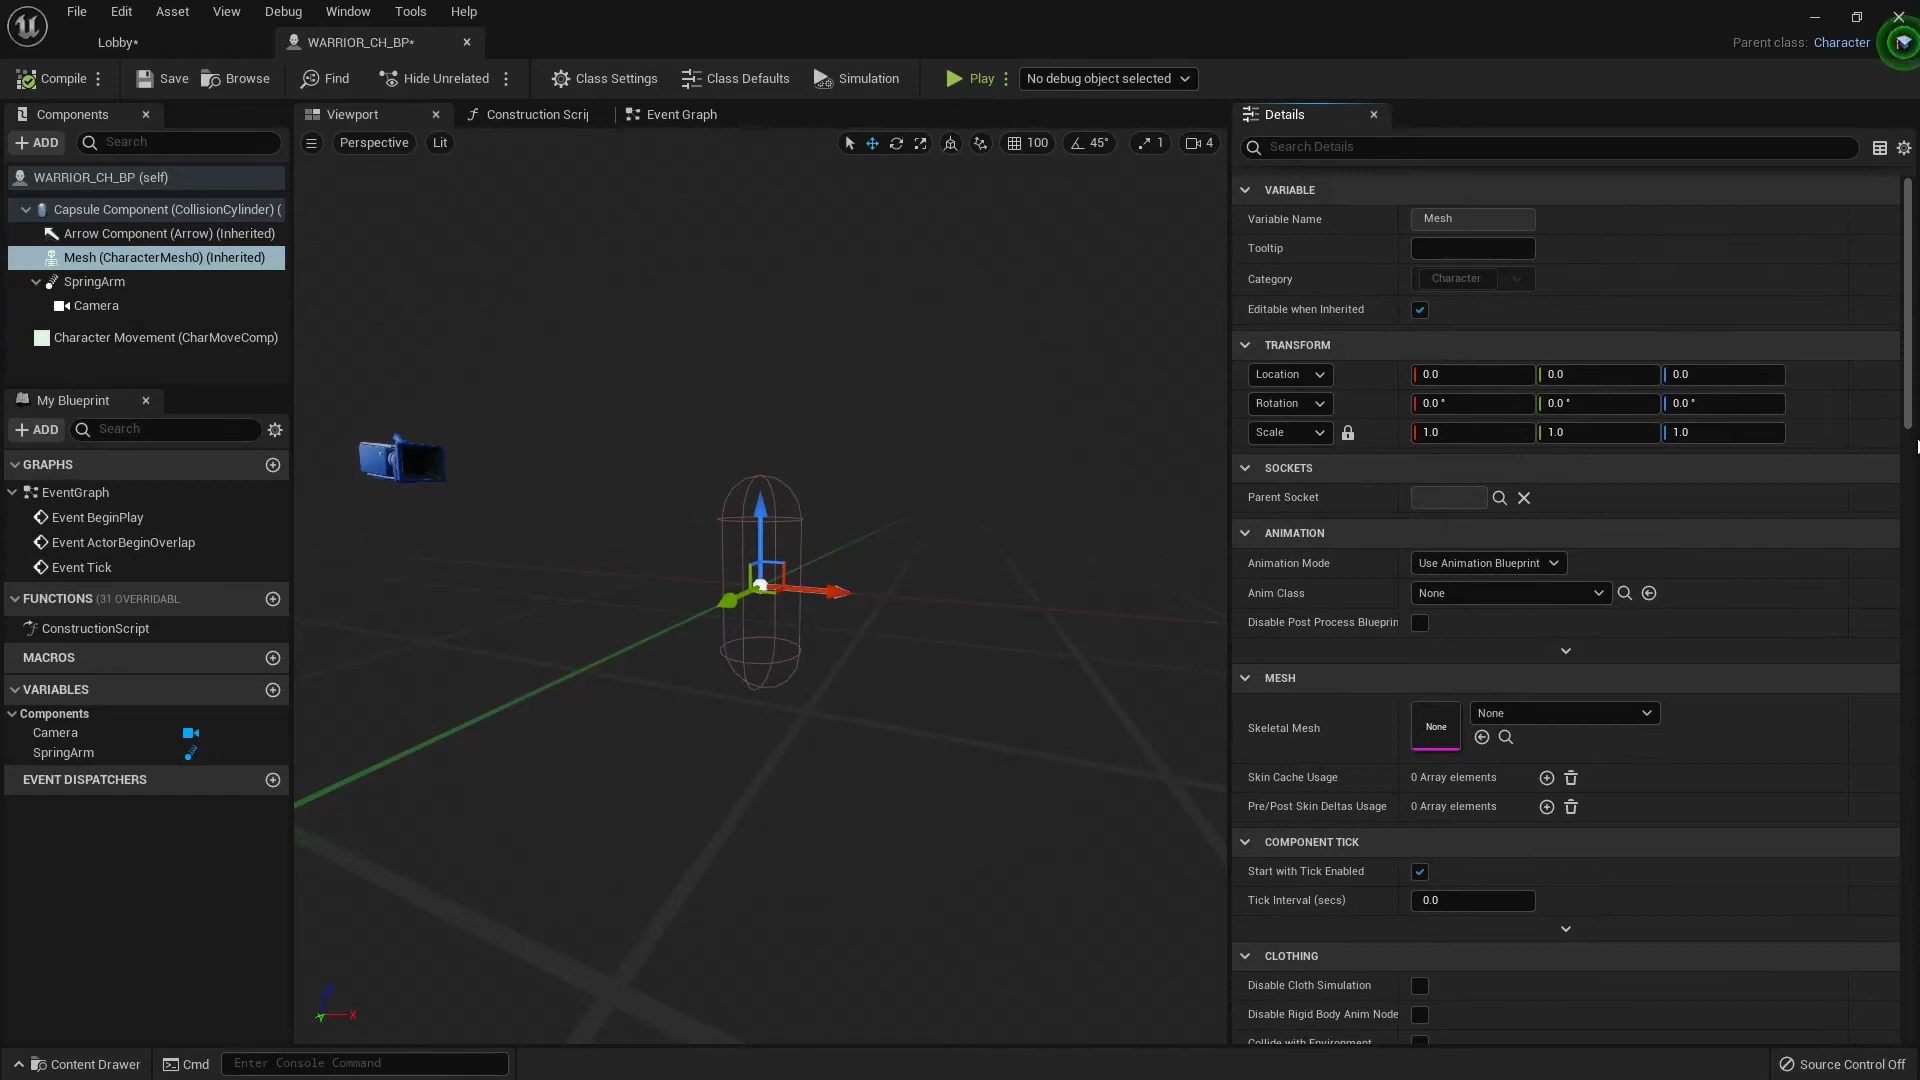 File Edit Asset View Debug Window Tools Help
Lobby*
WARRIOR_CH_BP*
Parent class: Character
Compile
Save
Browse
Find
Hide Unrelated
Class Settings
Class Defaults
Simulation
Play
No debug object selected
Components
ADD
Search
WARRIOR_CH_BP (self)
Capsule Component (CollisionCylinder) (
Arrow Component (Arrow) (Inherited)
Mesh (CharacterMesh0) (Inherited)
SpringArm
Camera
Character Movement (CharMoveComp)
My Blueprint
ADD
Search
GRAPHS
EventGraph
Event BeginPlay
Event ActorBeginOverlap
Event Tick
FUNCTIONS (31 OVERRIDABL
ConstructionScript
MACROS
VARIABLES
Components
Camera
SpringArm
EVENT DISPATCHERS
Viewport
Construction Scrip
Event Graph
Perspective
Lit
100
45°
1
4
X
Details
Search Details
VARIABLE
Variable Name Mesh
Tooltip
Category Character
Editable when Inherited
TRANSFORM
Location 0.0 0.0 0.0
Rotation 0.0 ° 0.0 ° 0.0 °
Scale 1.0 1.0 1.0
SOCKETS
Parent Socket
ANIMATION
Animation Mode Use Animation Blueprint
Anim Class None
Disable Post Process Blueprin
MESH
Skeletal Mesh None None
Skin Cache Usage 0 Array elements
Pre/Post Skin Deltas Usage 0 Array elements
COMPONENT TICK
Start with Tick Enabled
Tick Interval (secs) 0.0
CLOTHING
Disable Cloth Simulation
Disable Rigid Body Anim Node
Collide with Environment
Content Drawer
Cmd
Enter Console Command
Source Control Off